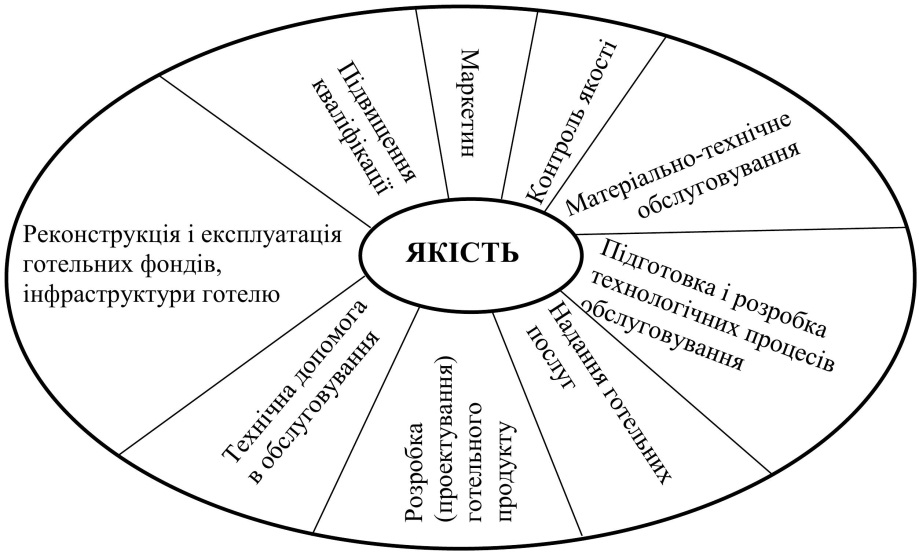 Маркетин
Контроль якості
Матеріально-технічне
обслуговування
Підготовка і розробка
технологічних процесів
обслуговування
Надання готельних
послуг
Розробка
(проектування)
готельного
продукту
Технічна допомога
в обслуговування
Реконструкція і експлуатація
готельних фондів,
інфраструктури готелю
Підвищення
кваліфікації
ЯКІСТЬ